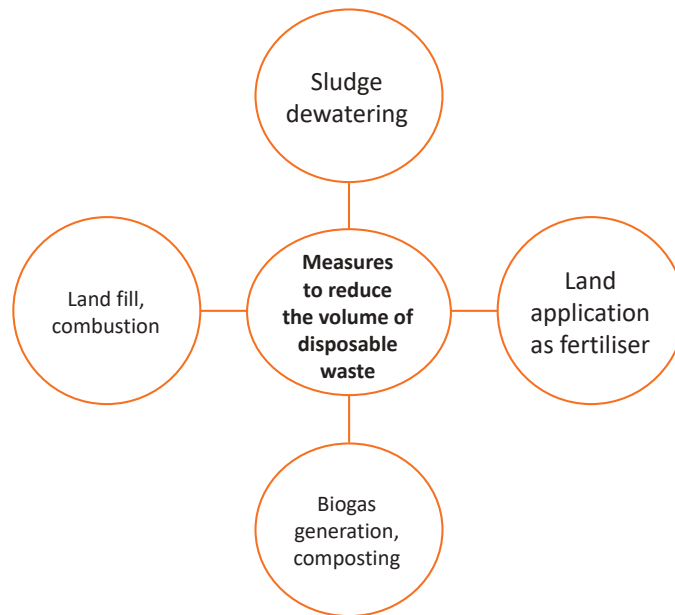 Sludge
dewatering
Land fill,
combustion
Measures
to reduce
the volume of
disposable
waste
Land
application
as fertiliser
Biogas
generation,
composting